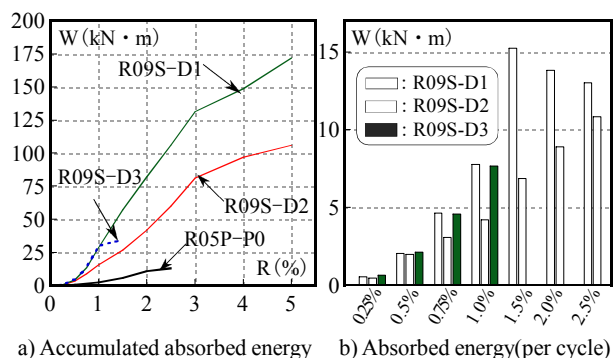 W(kN・m)
200
175
150
125
100
75
50
25
0
R09S-D1
R09S-D3
R09S-D2
R05P-P0
R(%)
0 1 2 3 4 5
a) Accumulated absorbed energy
W(kN・m)
15
10
5
0
: R09S-D1
: R09S-D2
: R09S-D3
0.25% 0.5% 0.75% 1.0% 1.5% 2.0% 2.5%
b) Absorbed energy(per cycle)